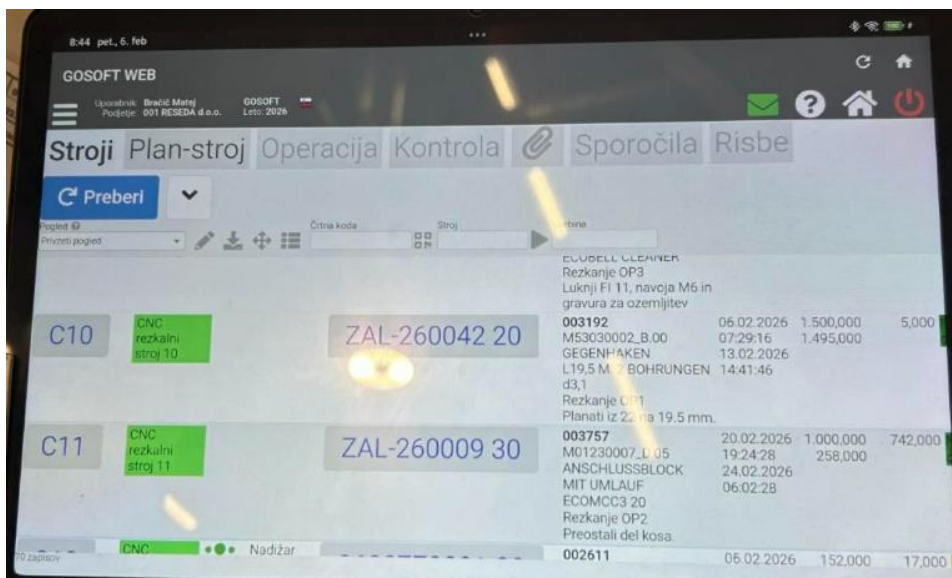 8:44 pet., 6. feb
GOSOFT WEB
Uporabnik: Bračič Matej GOSOFT
Podjetje: 001 RESEDA d.o.o. Leto: 2026
Stroji Plan-stroj Operacija Kontrola Sporočila Risbe
Preberi
Pogled
Privzeti pogled
Črtna koda
Stroj
ECOBELL CLEANER
Rezkanje OP3
Luknji FI 11, navoja M6 in
gravura za ozemljitev
C10
CNC
rezkalni
stroj 10
ZAL-260042 20
003192 06.02.2026 1.500,000 5,000
M53030002_B.00 07:29:16 1.495,000
GEGENHAKEN 13.02.2026
L19,5 M. 2 BOHRUNGEN 14:41:46
d3,1
Rezkanje OP1
Planati iz 22 na 19.5 mm.
C11
CNC
rezkalni
stroj 11
ZAL-260009 30
003757 20.02.2026 1.000,000 742,000
M01230007_D.05 19:24:28 258,000
ANSCHLUSSBLOCK 24.02.2026
MIT UMLAUF 06:02:28
ECOMCC3 20
Rezkanje OP2
Preostali del kosa.
70 zapisov
CNC
Nadižar
002611 06.02.2026 152,000 17,000